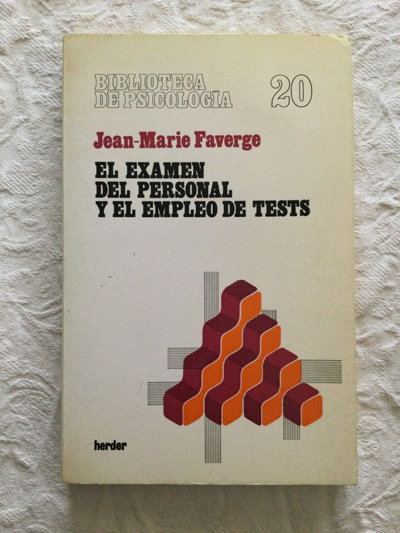 BIBLIOTECA
DE PSICOLOGIA 20
Jean-Marie Faverge
EL EXAMEN
DEL PERSONAL
Y EL EMPLEO DE TESTS
herder